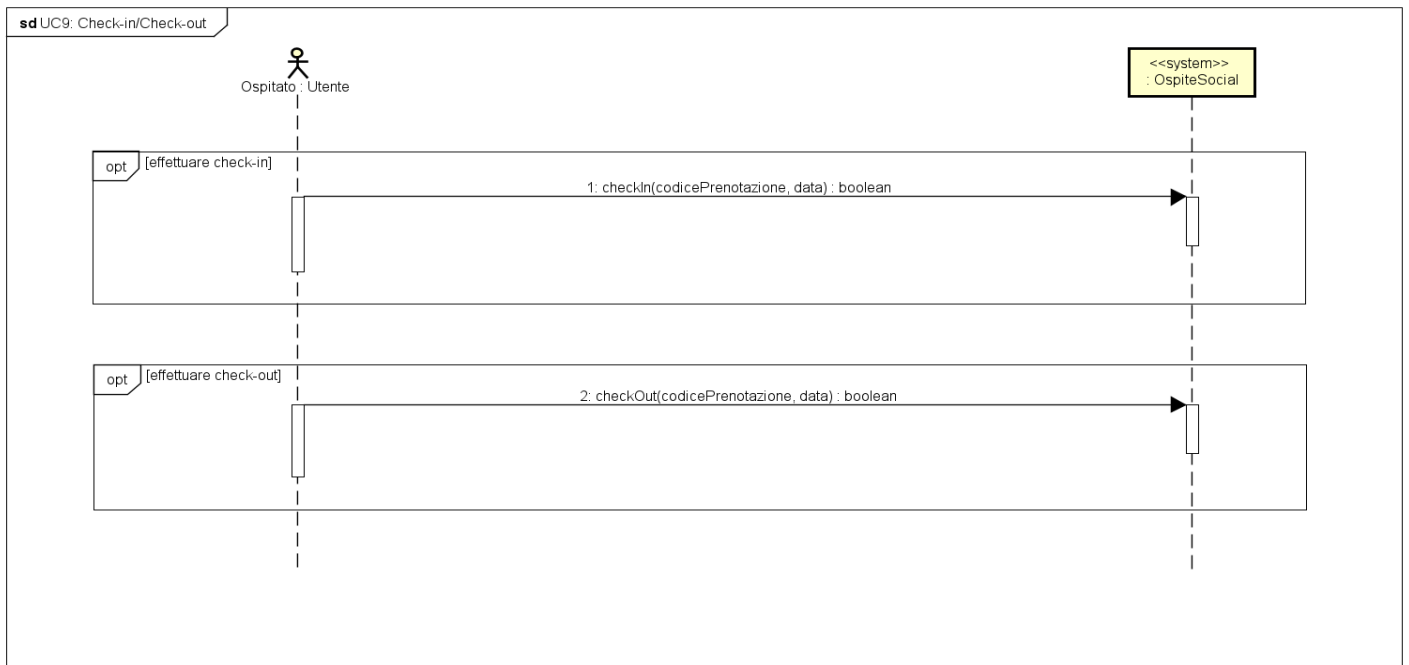 sd UC9: Check-in/Check-out
Ospitato : Utente
<<system>>
: OspiteSocial
opt
[effettuare check-in]
1: checkIn(codicePrenotazione, data) : boolean
opt
[effettuare check-out]
2: checkOut(codicePrenotazione, data) : boolean